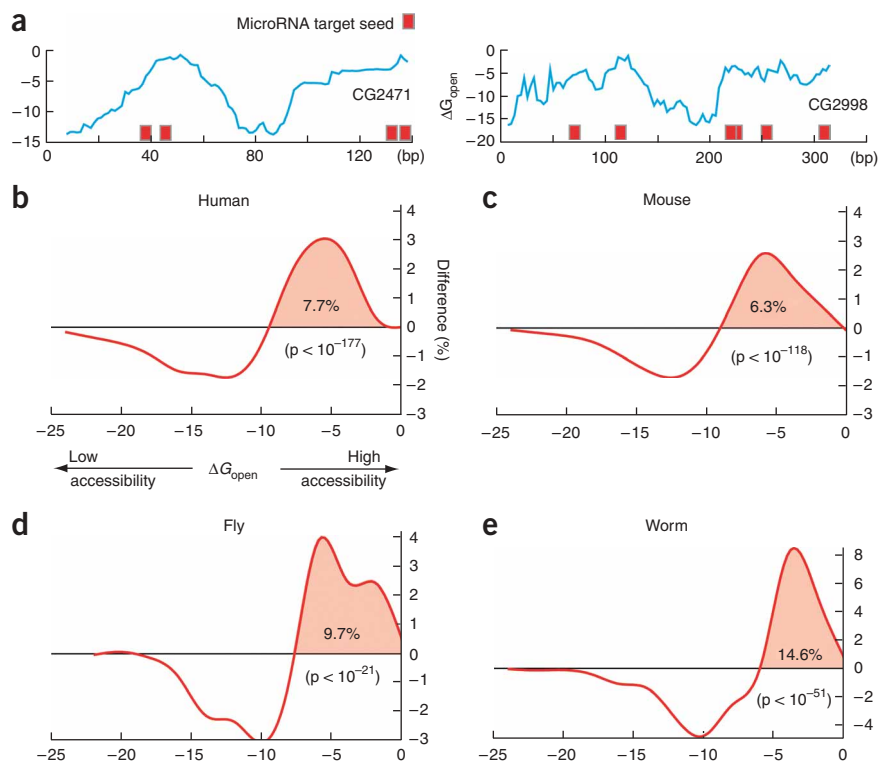 a
MicroRNA target seed
0
−5
−10
−15
CG2471
0 40 80 120 (bp)
ΔGopen
0
−5
−10
−15
−20
CG2998
0 100 200 300 (bp)
b
Human
4
3
2
1
0
−1
−2
−3
Difference (%)
7.7%
(p < 10−177)
−25 −20 −15 −10 −5 0
Low accessibility
ΔGopen
High accessibility
c
Mouse
4
3
2
1
0
−1
−2
−3
6.3%
(p < 10−118)
−25 −20 −15 −10 −5 0
d
Fly
4
3
2
1
0
−1
−2
−3
9.7%
(p < 10−21)
−25 −20 −15 −10 −5 0
e
Worm
8
6
4
2
0
−2
−4
14.6%
(p < 10−51)
−25 −20 −15 −10 −5 0